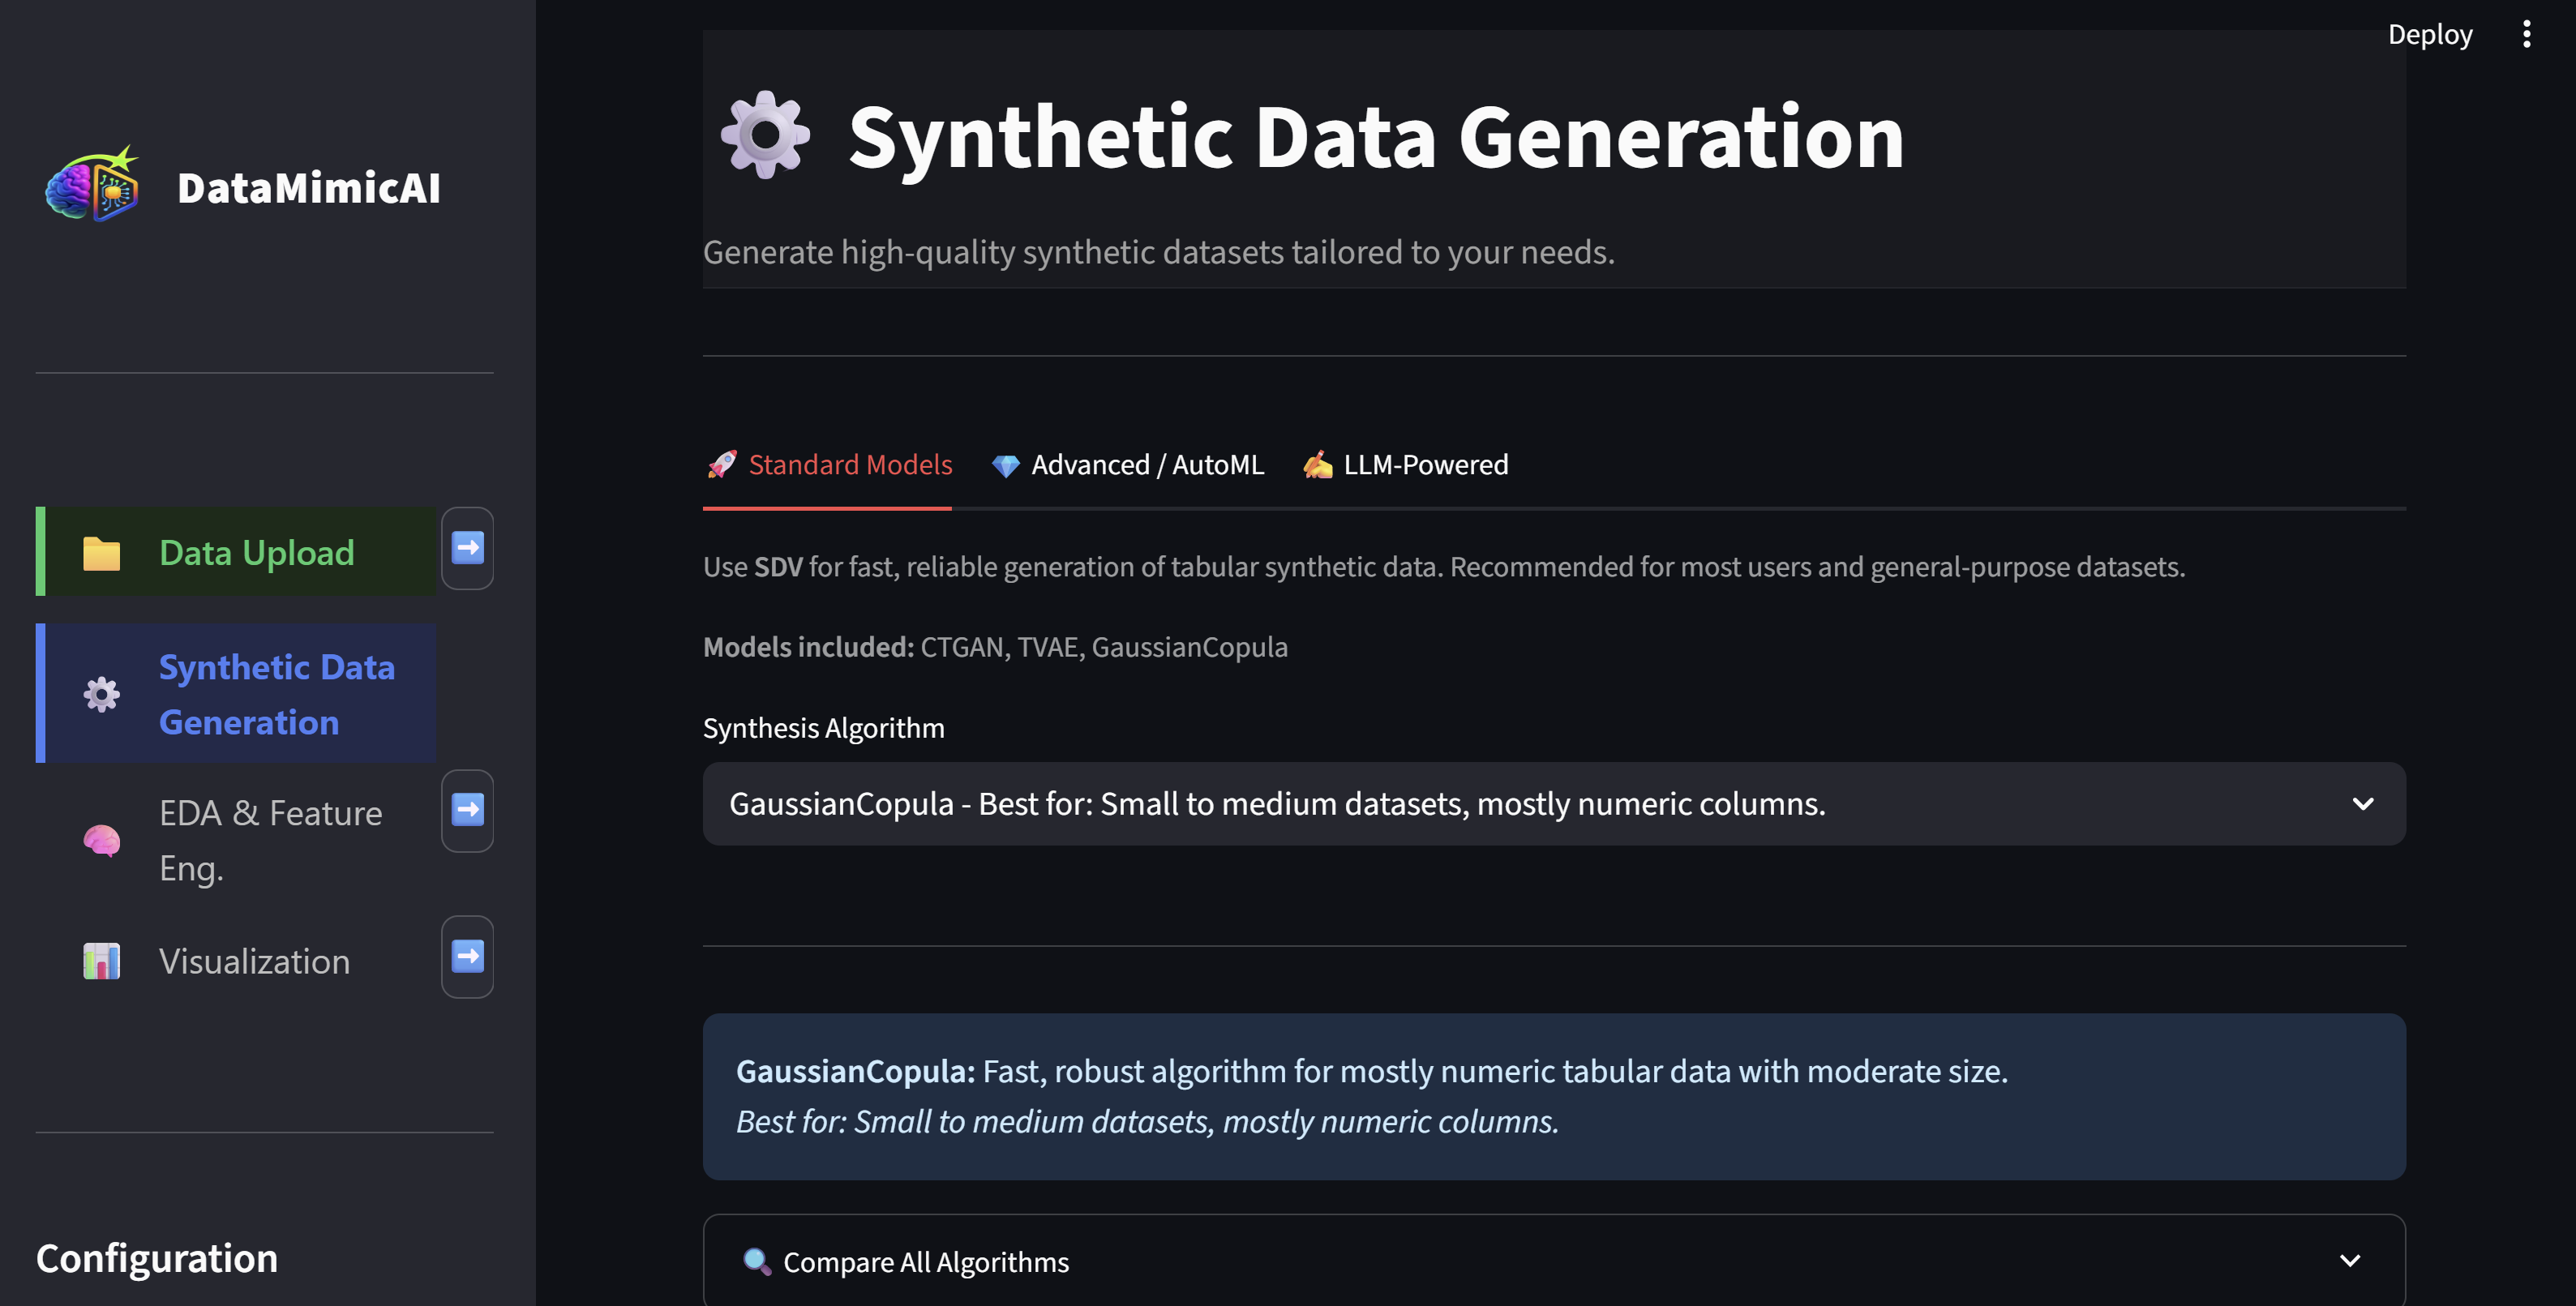 Deploy
DataMimicAI
Data Upload
Synthetic Data
Generation
EDA & Feature
Eng.
Visualization
Configuration
Synthetic Data Generation
Generate high-quality synthetic datasets tailored to your needs.
Standard Models
Advanced / AutoML
LLM-Powered
Use SDV for fast, reliable generation of tabular synthetic data. Recommended for most users and general-purpose datasets.
Models included: CTGAN, TVAE, GaussianCopula
Synthesis Algorithm
GaussianCopula - Best for: Small to medium datasets, mostly numeric columns.
GaussianCopula: Fast, robust algorithm for mostly numeric tabular data with moderate size.
Best for: Small to medium datasets, mostly numeric columns.
Compare All Algorithms